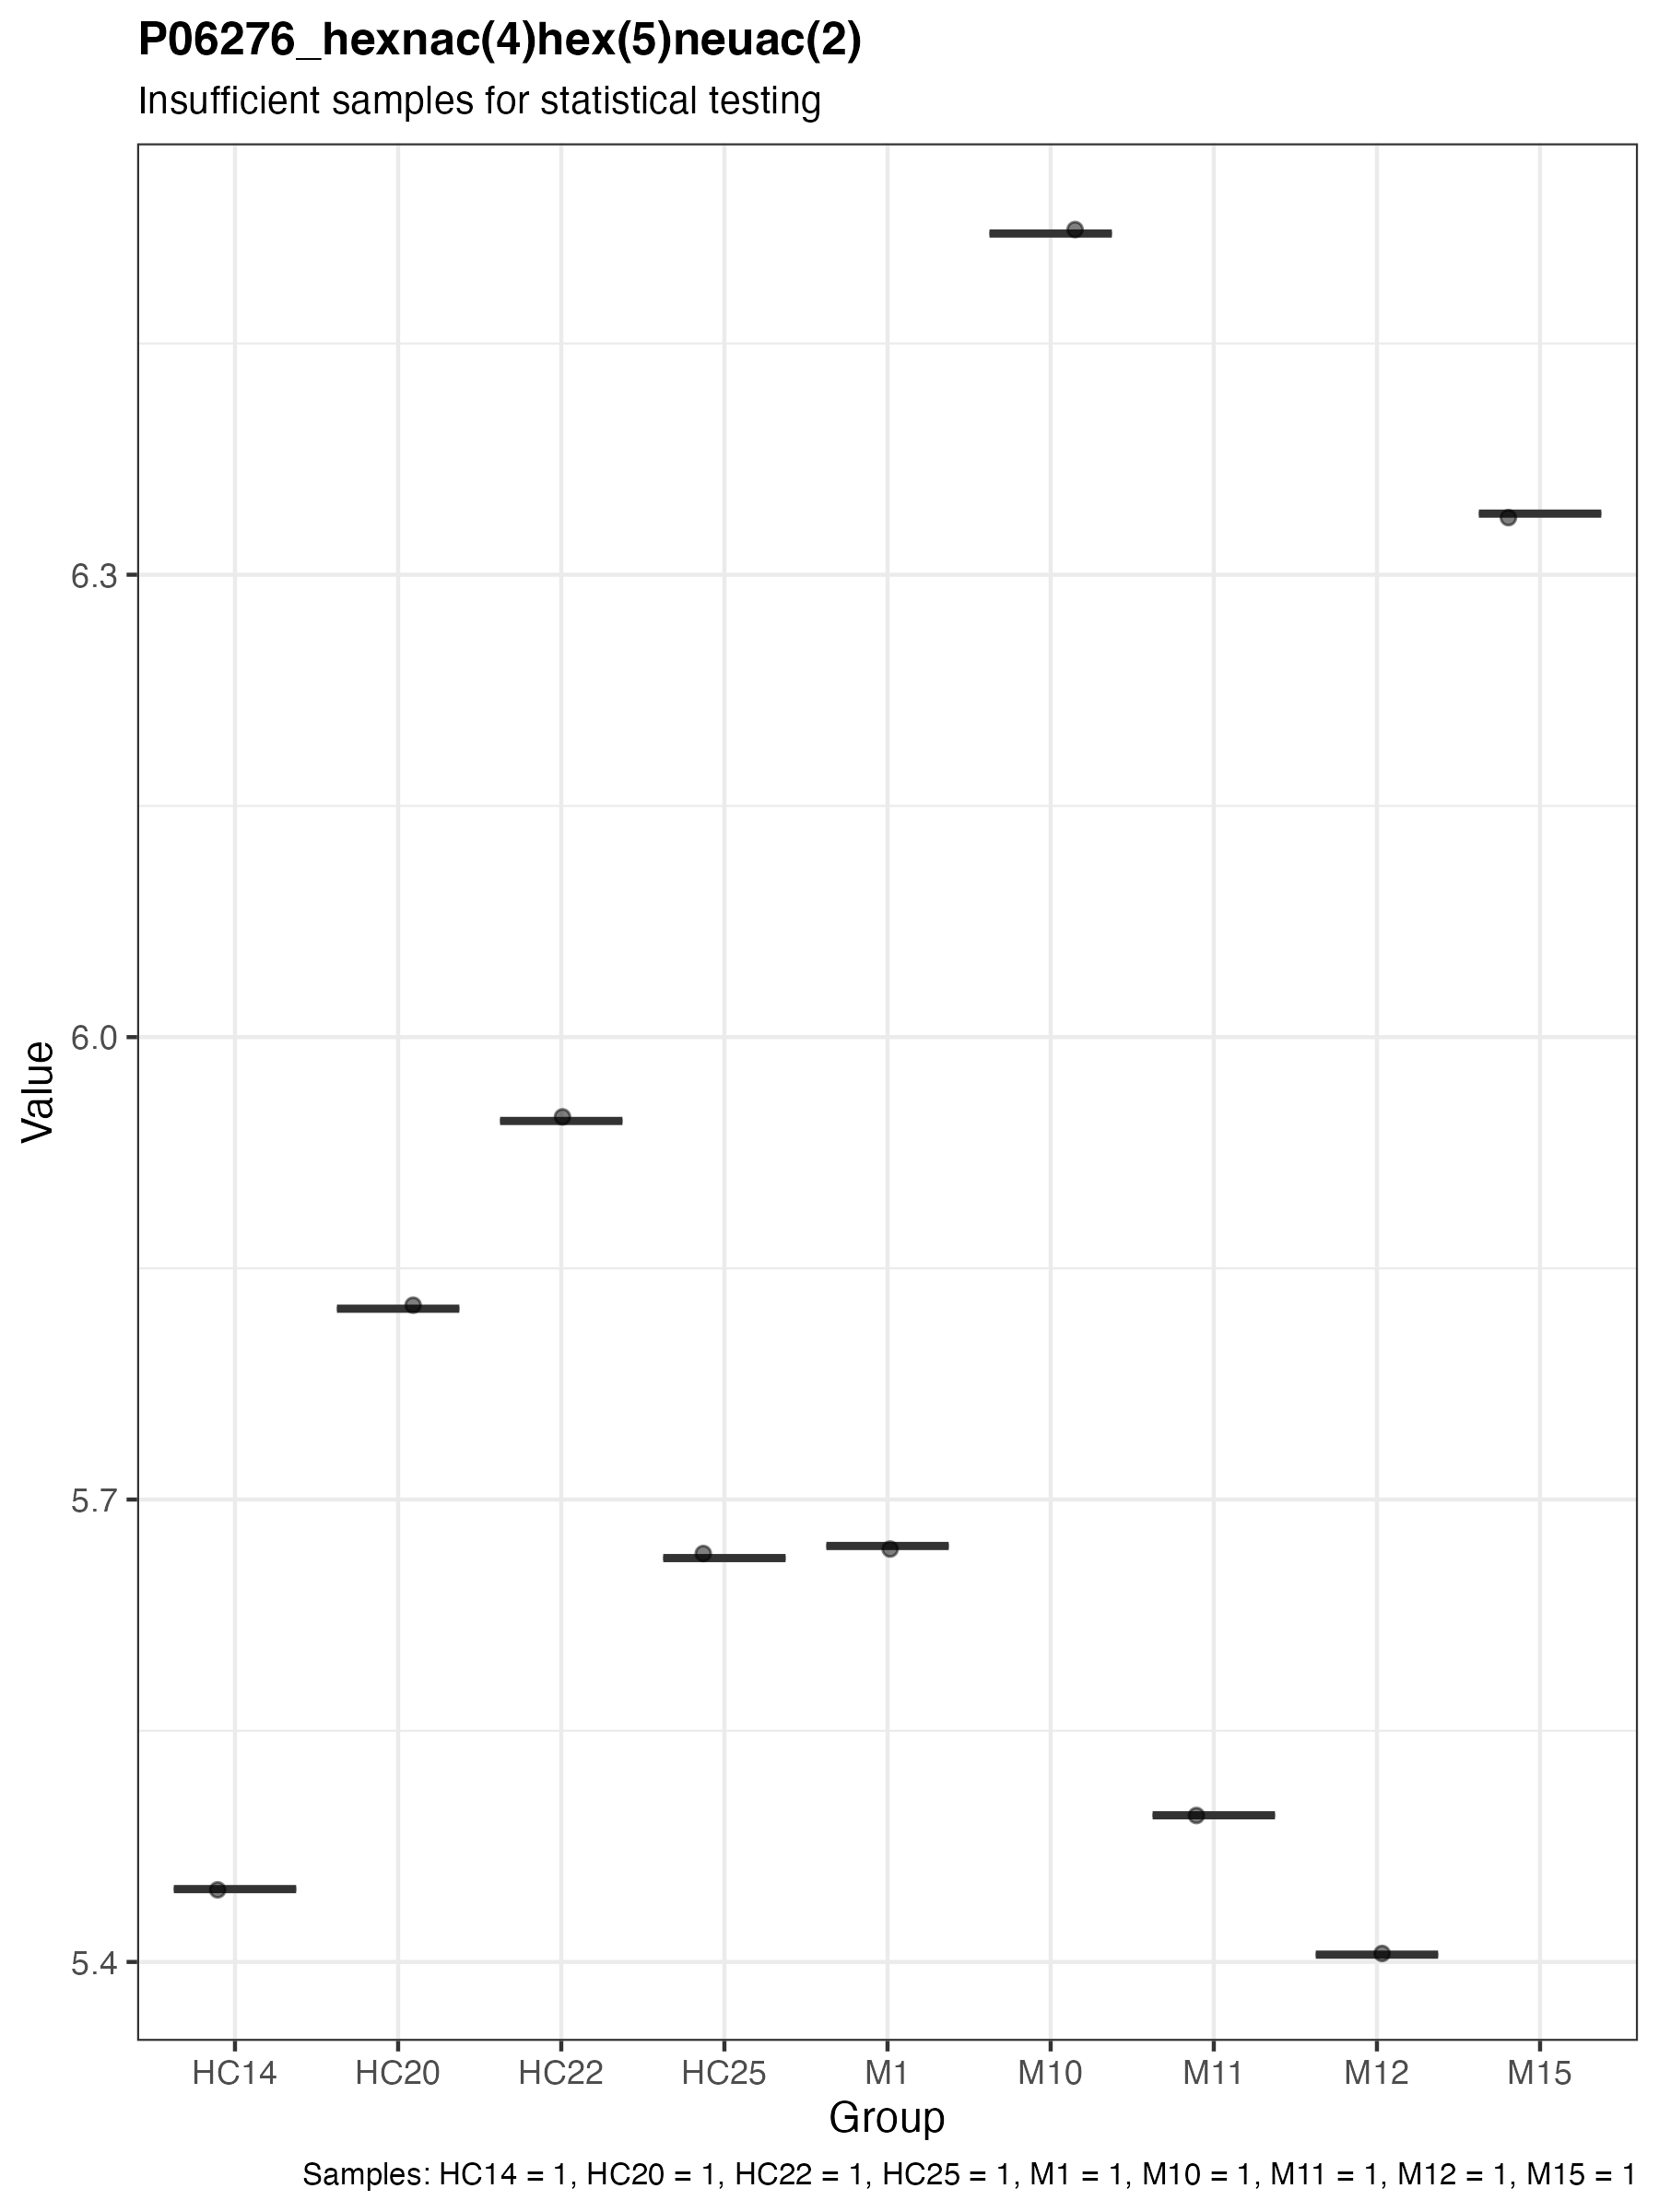 P06276_hexnac(4)hex(5)neuac(2)
Insufficient samples for statistical testing
Value
6.3
6.0
5.7
5.4
HC14 HC20 HC22 HC25 M1 M10 M11 M12 M15
Group
Samples: HC14 = 1, HC20 = 1, HC22 = 1, HC25 = 1, M1 = 1, M10 = 1, M11 = 1, M12 = 1, M15 = 1